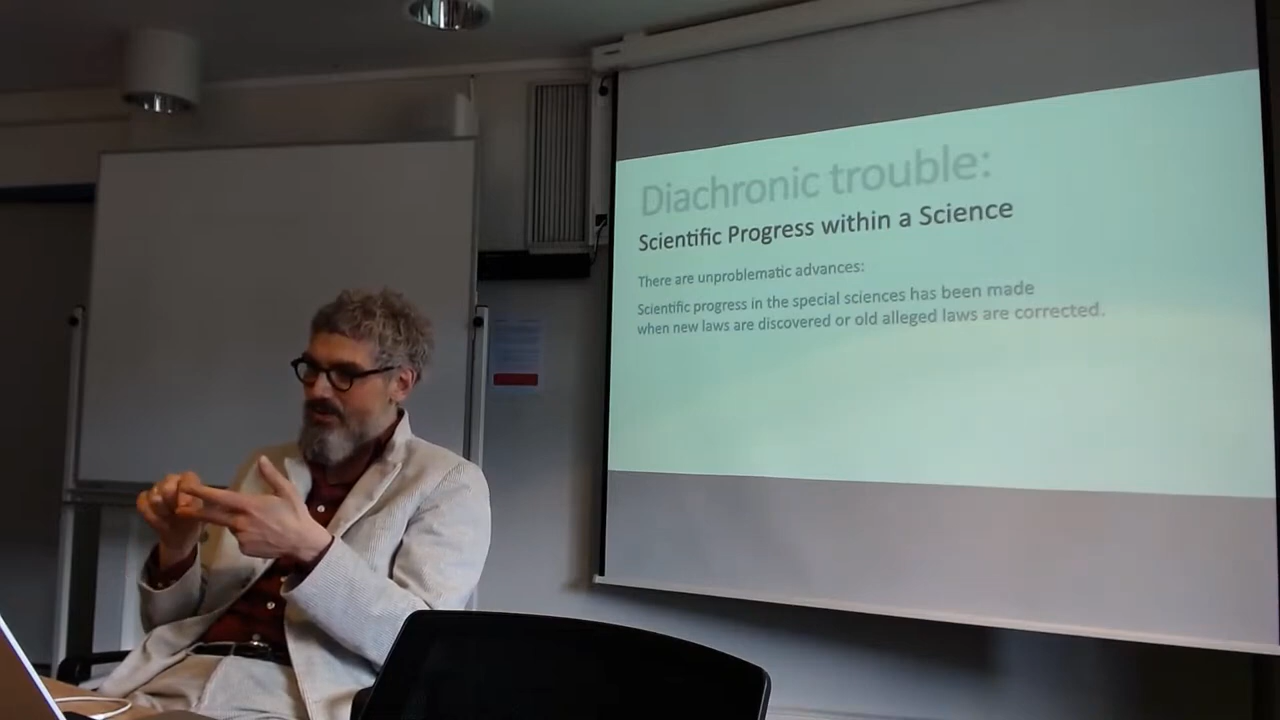 Diachronic trouble:
Scientific Progress within a Science
There are unproblematic advances:
Scientific progress in the special sciences has been made
when new laws are discovered or old alleged laws are corrected.